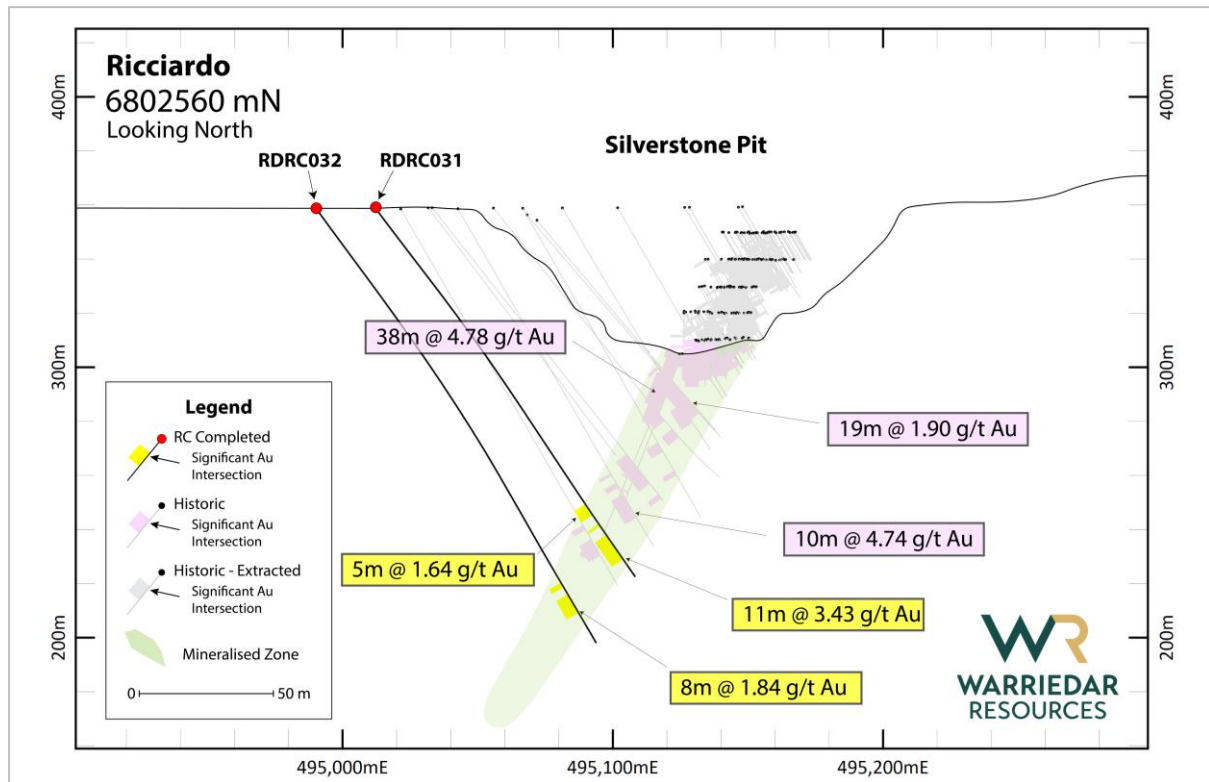 Ricciardo
6802560 mN
Looking North
400m
400m
Silverstone Pit
RDRC032
RDRC031
38m @ 4.78 g/t Au
300m
300m
19m @ 1.90 g/t Au
10m @ 4.74 g/t Au
5m @ 1.64 g/t Au
11m @ 3.43 g/t Au
8m @ 1.84 g/t Au
200m
200m
Legend
RC Completed
Significant Au
Intersection
Historic
Significant Au
Intersection
Historic - Extracted
Significant Au
Intersection
Mineralised Zone
0
50 m
WR
WARRIEDAR
RESOURCES
495,000mE
495,100mE
495,200mE